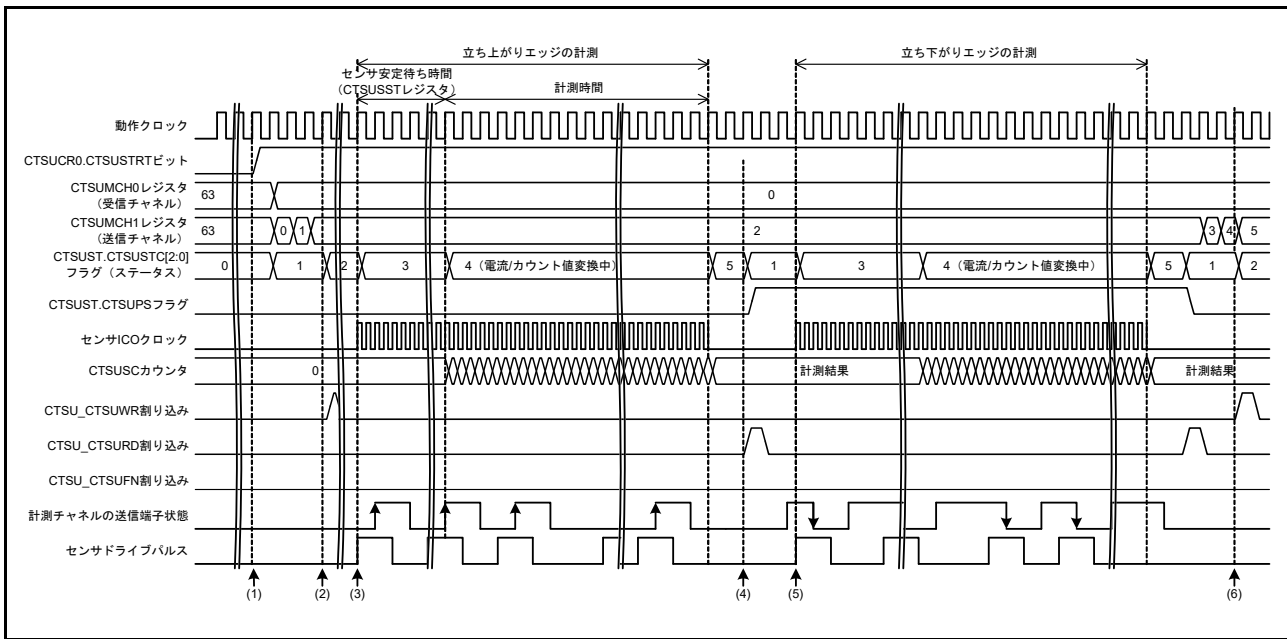 立ち上がりエッジの計測
立ち下がりエッジの計測
センサ安定待ち時間
(CTSUSSTレジスタ)
計測時間
動作クロック
CTSUCR0.CTSUSTRTビット
CTSUMCH0レジスタ
(受信チャネル)
63
0
CTSUMCH1レジスタ
(送信チャネル)
63
0
1
2
3
4
5
CTSUST.CTSUSTC[2:0]
フラグ(ステータス)
0
1
2
3
4(電流/カウント値変換中)
5
1
3
4(電流/カウント値変換中)
5
1
2
CTSUST.CTSUPSフラグ
センサICOクロック
CTSUSCカウンタ
0
計測結果
計測結果
CTSU_CTSUWR割り込み
CTSU_CTSURD割り込み
CTSU_CTSUFN割り込み
計測チャネルの送信端子状態
センサドライブパルス
(1)
(2)
(3)
(4)
(5)
(6)